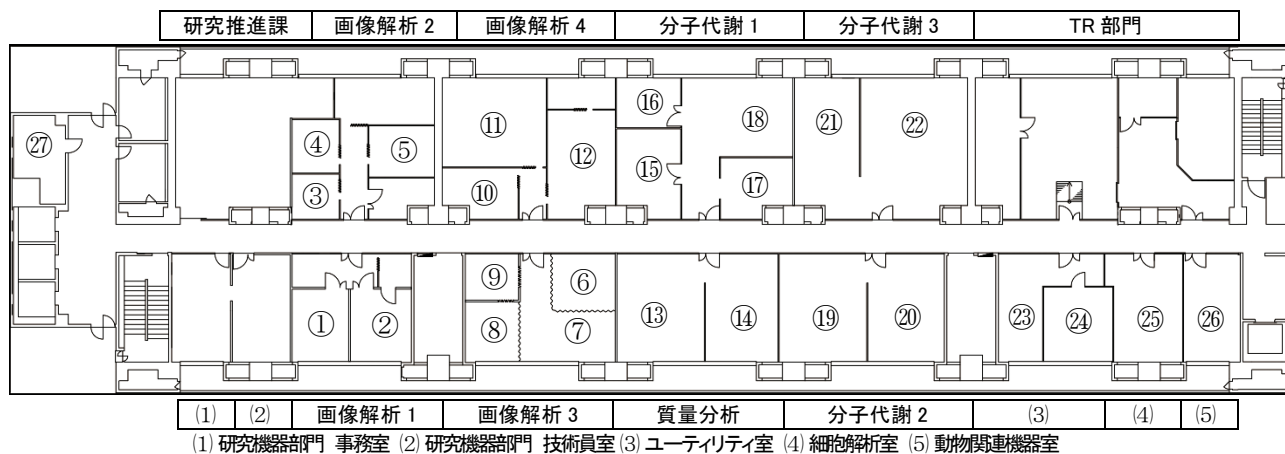 研究推進課 画像解析 2 画像解析 4 分子代謝 1 分子代謝 3 TR 部門
⑯ ⑱ ㉑ ㉒
⑪ ⑫
㉗ ④ ⑤ ⑮ ⑰
③ ⑩
⑨ ⑥
① ② ⑧ ⑦ ⑬ ⑭ ⑲ ⑳ ㉓ ㉔ ㉕ ㉖
(1) (2) 画像解析 1 画像解析 3 質量分析 分子代謝 2 (3) (4) (5)
(1) 研究機器部門 事務室 (2) 研究機器部門 技術員室 (3) ユーティリティ室 (4) 細胞解析室 (5) 動物関連機器室